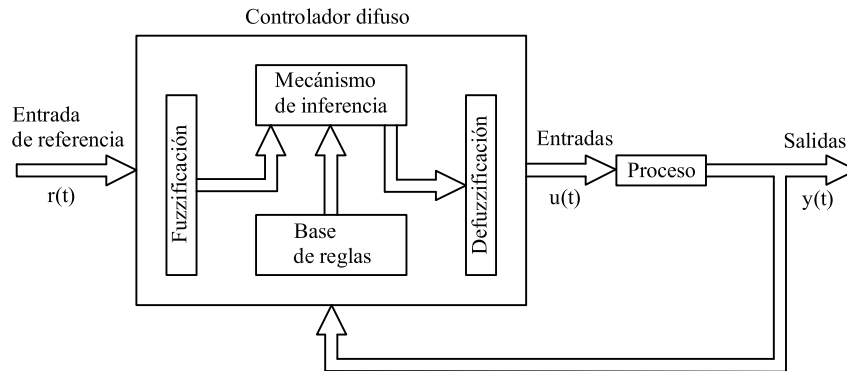 Controlador difuso
Entrada
de referencia
r(t)
Fuzzificación
Mecánismo
de inferencia
Base
de reglas
Defuzzificación
Entradas
u(t)
Proceso
Salidas
y(t)